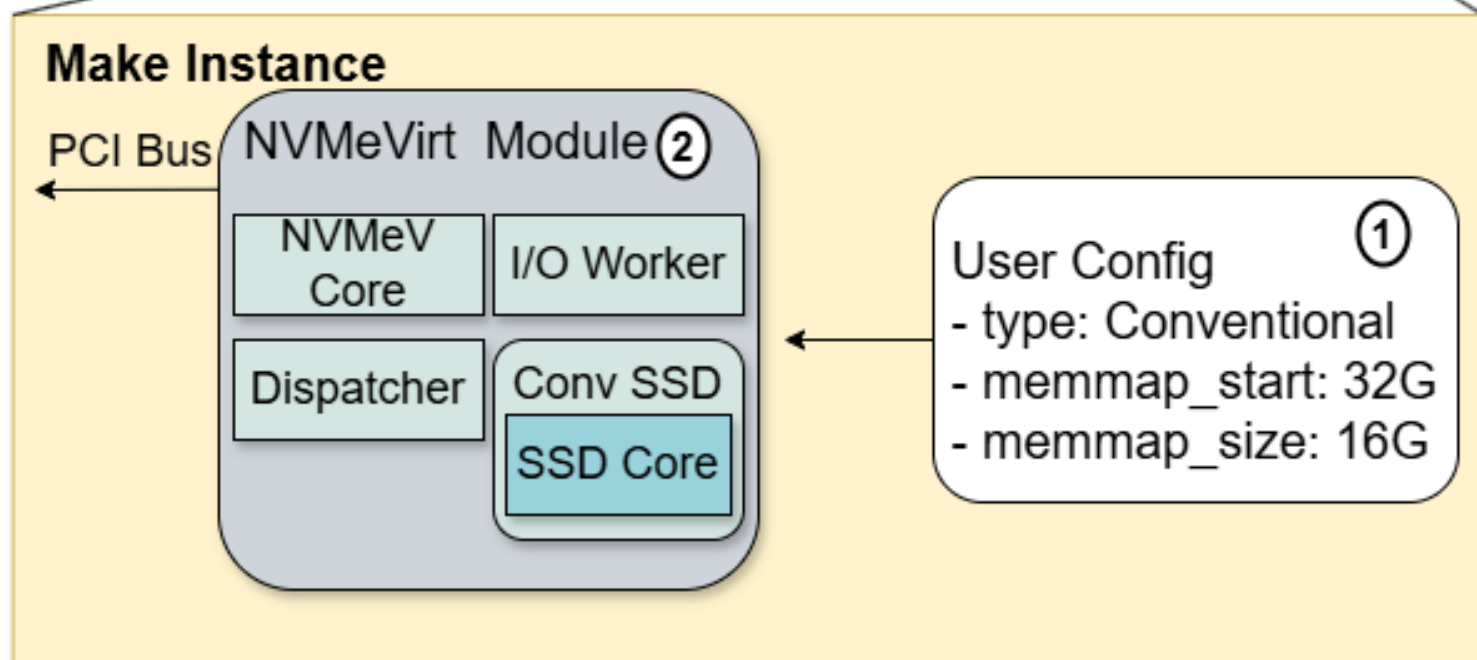 Make Instance
PCI Bus
NVMeVirt Module 2
NVMeV
Core
I/O Worker
Dispatcher
Conv SSD
SSD Core
1
User Config
- type: Conventional
- memmap_start: 32G
- memmap_size: 16G